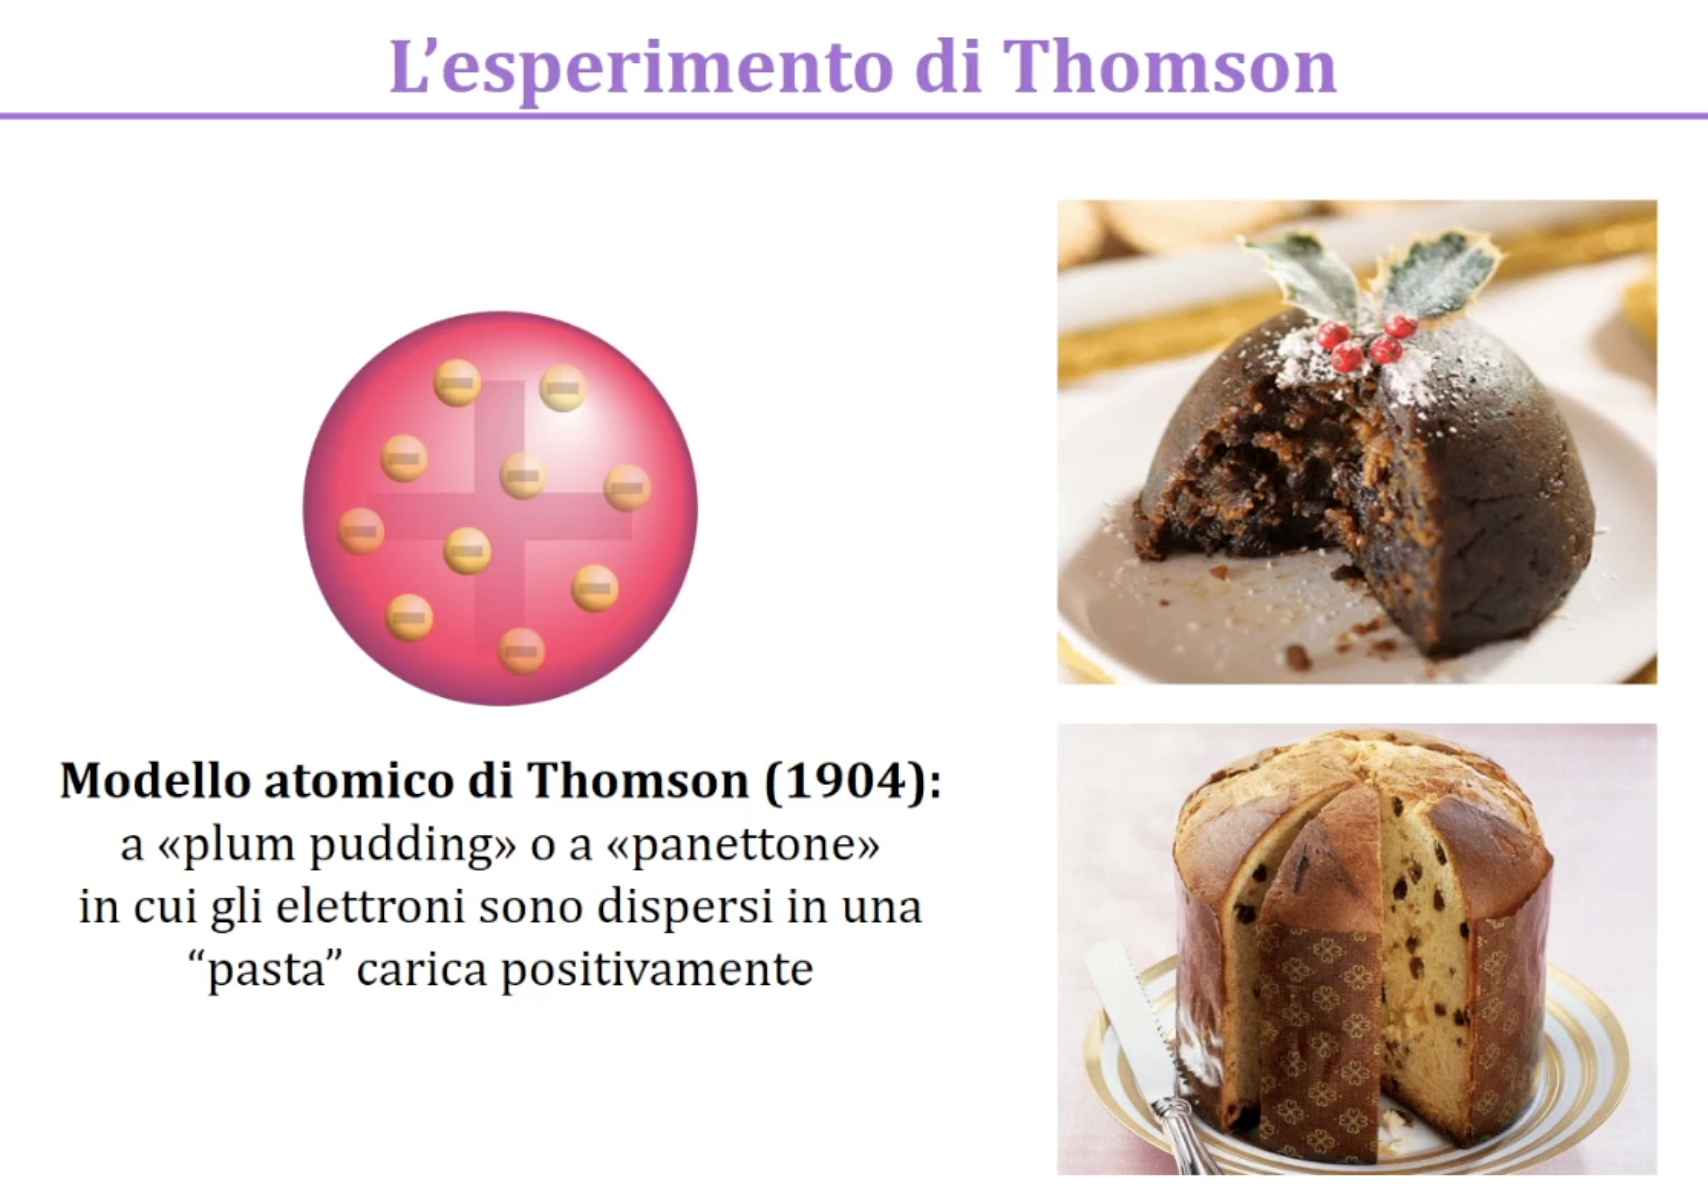 L’esperimento di Thomson
Modello atomico di Thomson (1904):
a «plum pudding» o a «panettone»
in cui gli elettroni sono dispersi in una
“pasta” carica positivamente